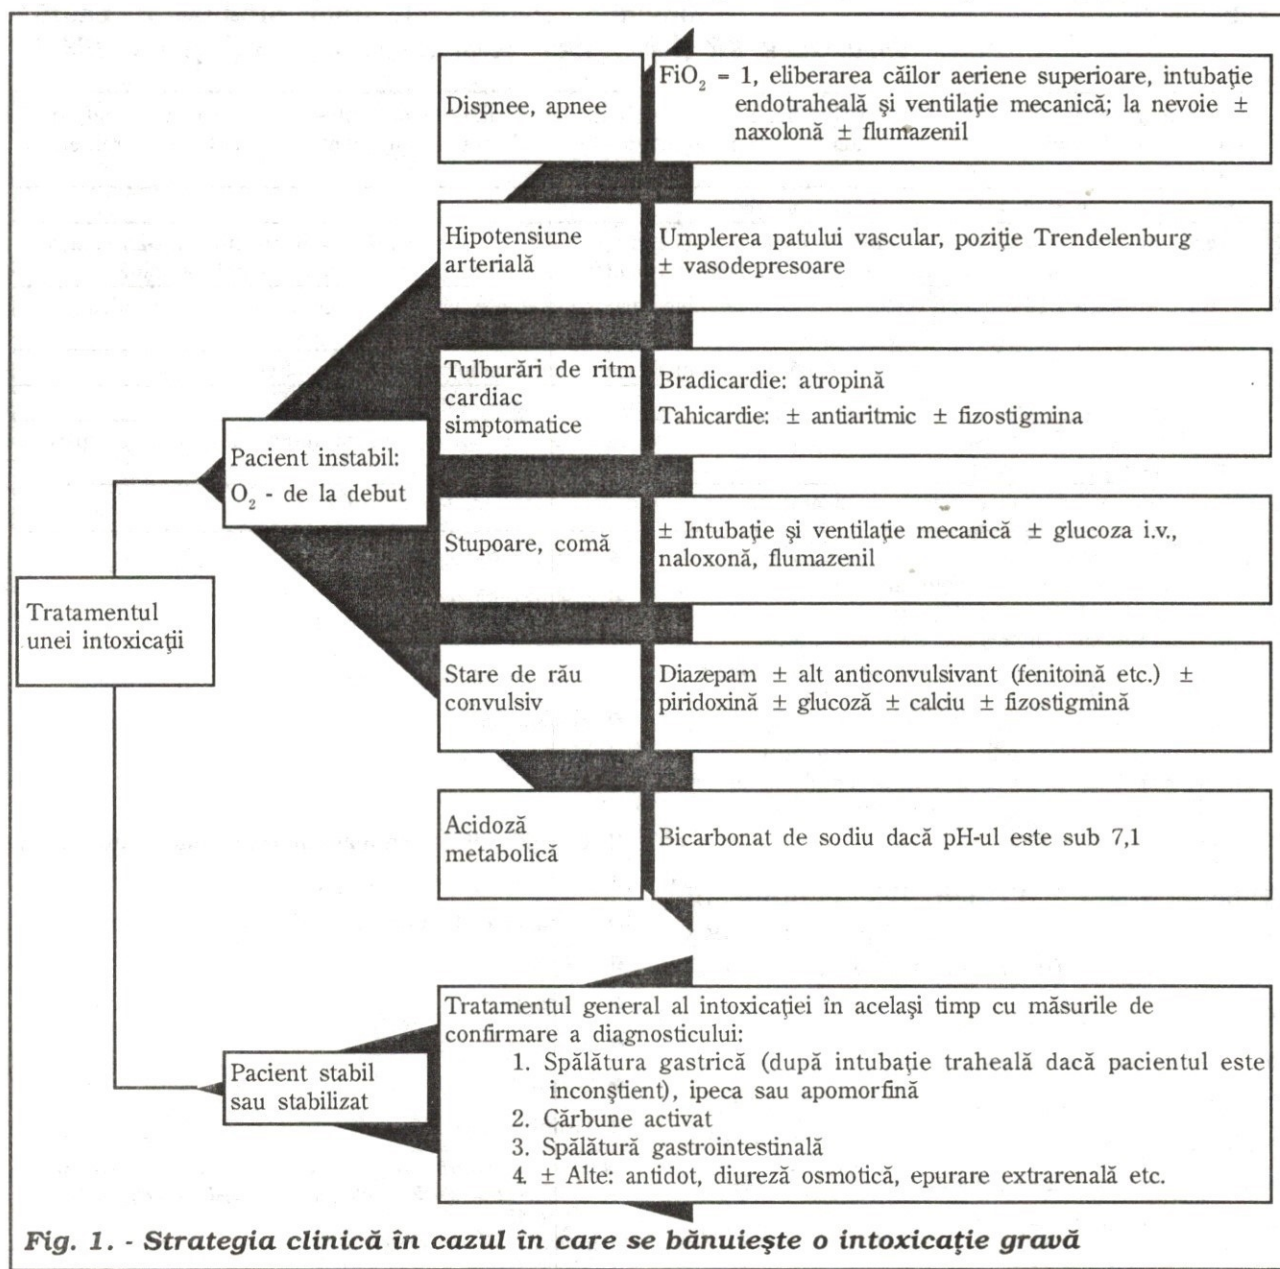 Dispnee, apnee
FiO₂ = 1, eliberarea căilor aeriene superioare, intubaţie
endotraheală şi ventilaţie mecanică; la nevoie ±
naxolonă ± flumazenil
Hipotensiune
arterială
Umplerea patului vascular, poziţie Trendelenburg
± vasodepresoare
Tulburări de ritm
cardiac
simptomatice
Bradicardie: atropină
Tahicardie: ± antiaritmic ± fizostigmina
Pacient instabil:
O₂ - de la debut
Stupoare, comă
± Intubaţie şi ventilaţie mecanică ± glucoza i.v.,
naloxonă, flumazenil
Tratamentul
unei intoxicaţii
Stare de rău
convulsiv
Diazepam ± alt anticonvulsivant (fenitoină etc.) ±
piridoxină ± glucoză ± calciu ± fizostigmină
Acidoză
metabolică
Bicarbonat de sodiu dacă pH-ul este sub 7,1
Pacient stabil
sau stabilizat
Tratamentul general al intoxicaţiei în acelaşi timp cu măsurile de
confirmare a diagnosticului:
1. Spălătura gastrică (după intubaţie traheală dacă pacientul este
inconştient), ipeca sau apomorfină
2. Cărbune activat
3. Spălătură gastrointestinală
4. ± Alte: antidot, diureză osmotică, epurare extrarenală etc.
Fig. 1. - Strategia clinică în cazul în care se bănuieşte o intoxicaţie gravă